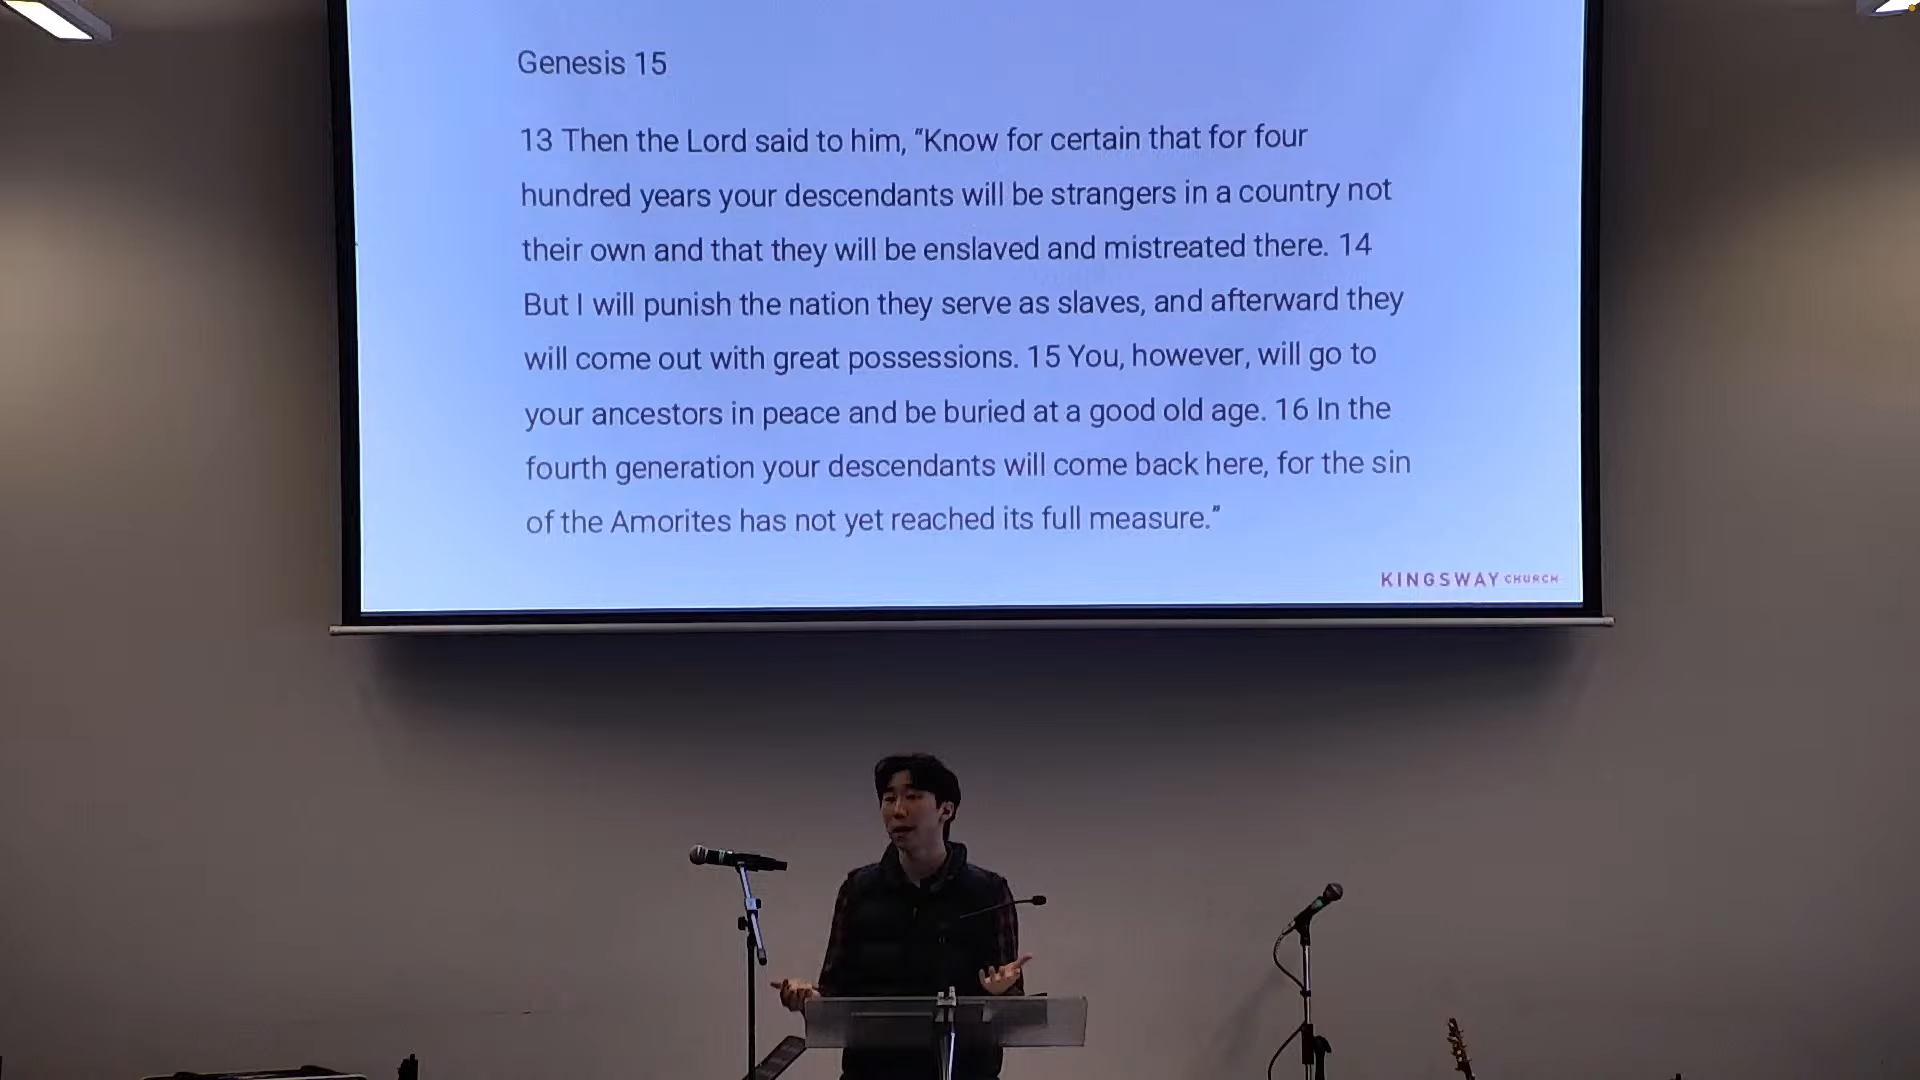 Genesis 15
13 Then the Lord said to him, “Know for certain that for four
hundred years your descendants will be strangers in a country not
their own and that they will be enslaved and mistreated there. 14
But I will punish the nation they serve as slaves, and afterward they
will come out with great possessions. 15 You, however, will go to
your ancestors in peace and be buried at a good old age. 16 In the
fourth generation your descendants will come back here, for the sin
of the Amorites has not yet reached its full measure.”
KINGSWAY CHURCH